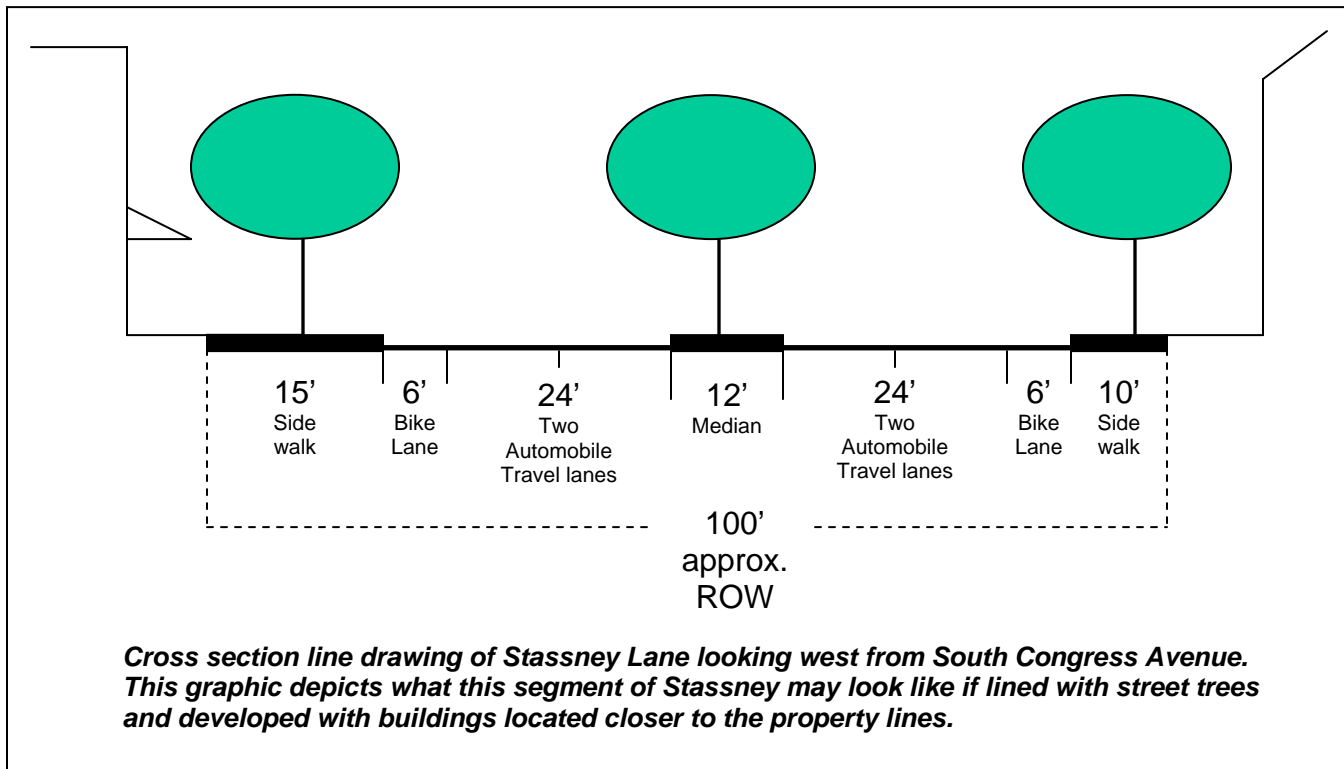 15’
Side
walk
6’
Bike
Lane
24’
Two
Automobile
Travel lanes
12’
Median
24’
Two
Automobile
Travel lanes
6’
Bike
Lane
10’
Side
walk
100’
approx.
ROW
Cross section line drawing of Stassney Lane looking west from South Congress Avenue.
This graphic depicts what this segment of Stassney may look like if lined with street trees
and developed with buildings located closer to the property lines.